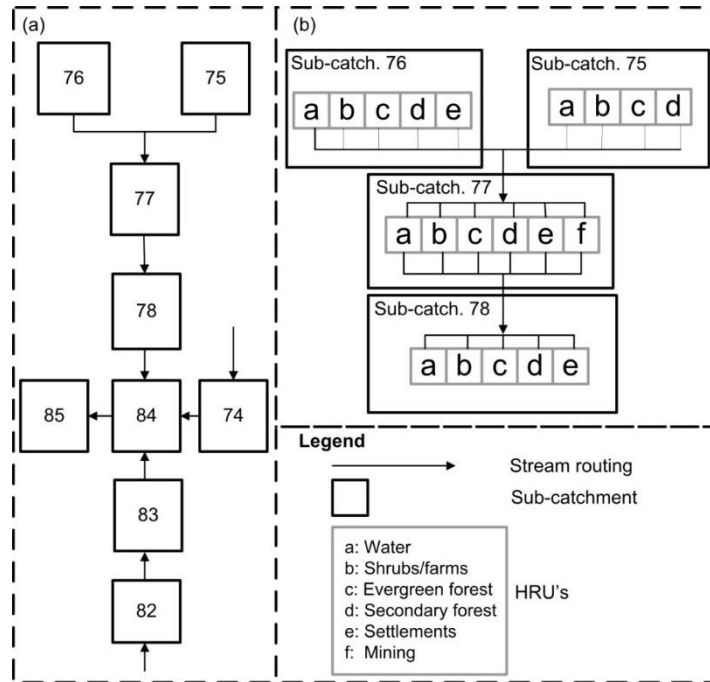 (a)
76
75
77
78
85
84
74
83
82
(b)
Sub-catch. 76
a b c d e
Sub-catch. 75
a b c d
Sub-catch. 77
a b c d e f
Sub-catch. 78
a b c d e
Legend
Stream routing
Sub-catchment
a: Water
b: Shrubs/farms
c: Evergreen forest
d: Secondary forest
e: Settlements
f: Mining
HRU's